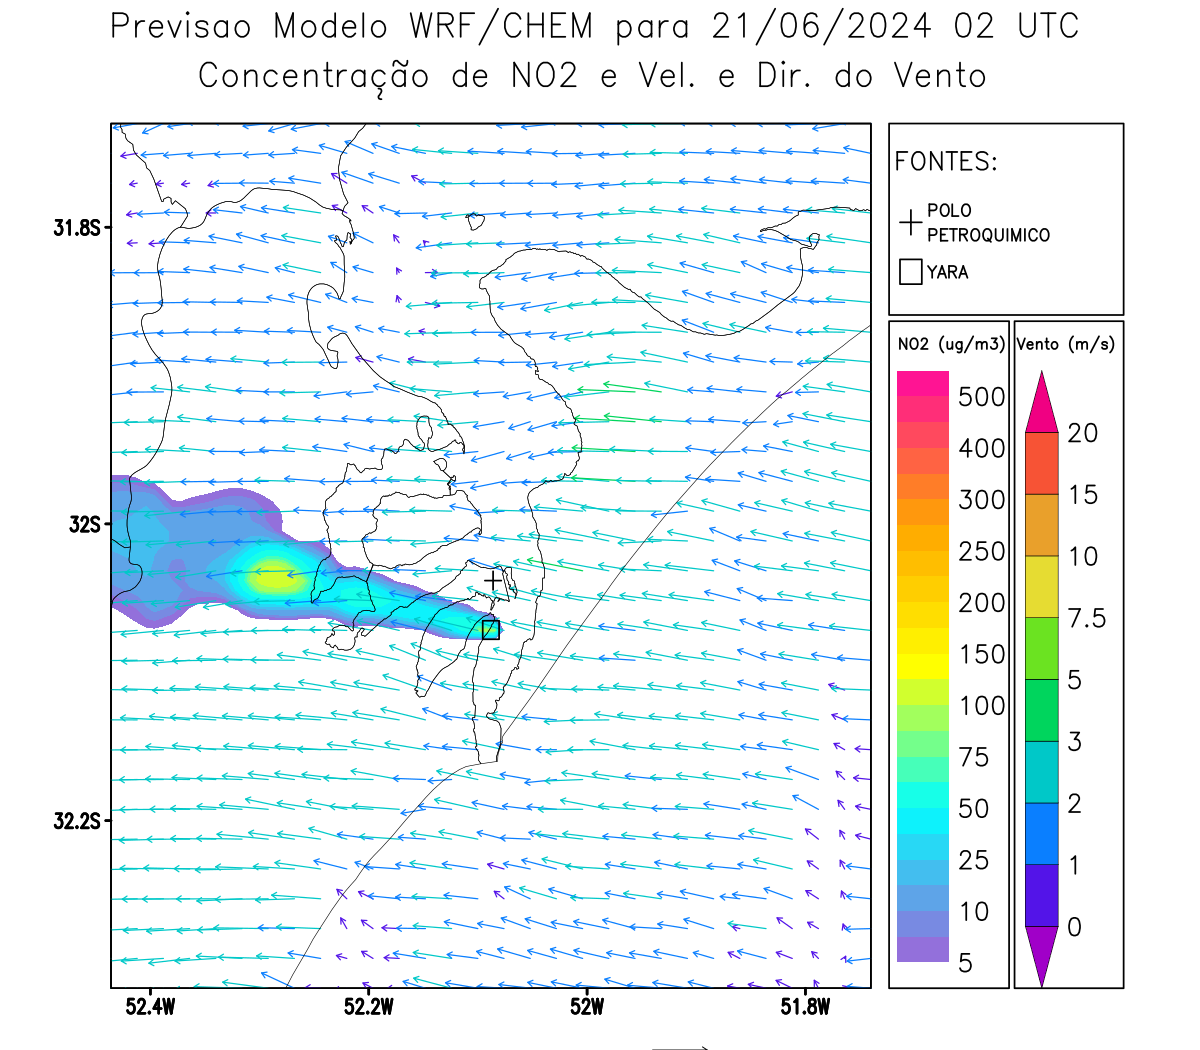 Previsao Modelo WRF/CHEM para 21/06/2024 02 UTC
Concentração de NO2 e Vel. e Dir. do Vento
FONTES:
POLO
PETROQUIMICO
YARA
NO2 (ug/m3)
500
400
300
250
200
150
100
75
50
25
10
5
Vento (m/s)
20
15
10
7.5
5
3
2
1
0
31.8S
32S
32.2S
52.4W
52.2W
52W
51.8W